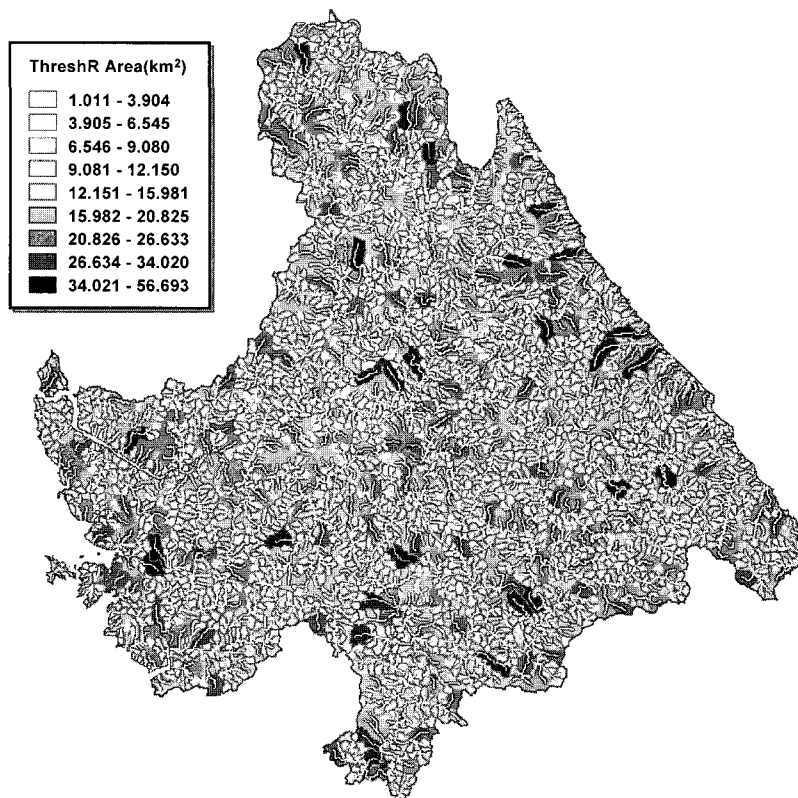 ThreshR Area(km²)
1.011 - 3.904
3.905 - 6.545
6.546 - 9.080
9.081 - 12.150
12.151 - 15.981
15.982 - 20.825
20.826 - 26.633
26.634 - 34.020
34.021 - 56.693